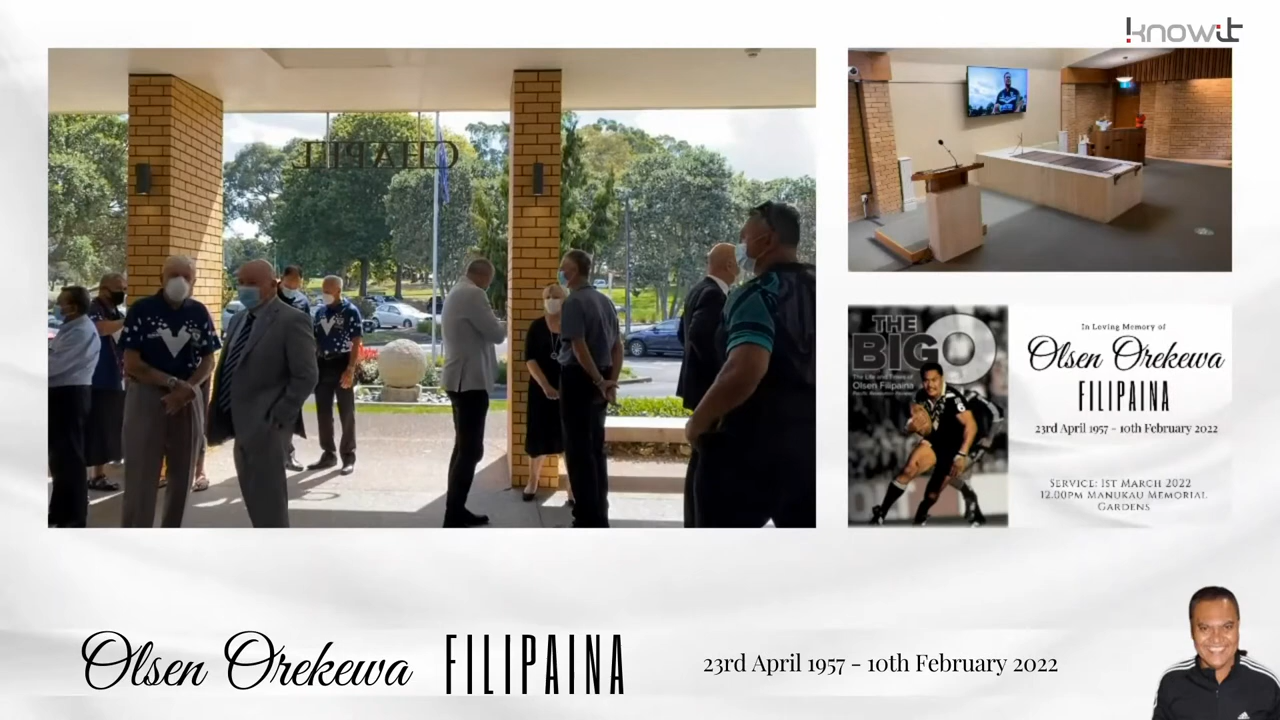 !knowit
CHAPEL
THE
BIG O
The Life and Times of
Olsen Filipaina
In Loving Memory of
Olsen Orekewa
FILIPAINA
23rd April 1957 - 10th February 2022
Service: 1st March 2022
12.00pm Manukau Memorial
Gardens
Olsen Orekewa FILIPAINA
23rd April 1957 - 10th February 2022